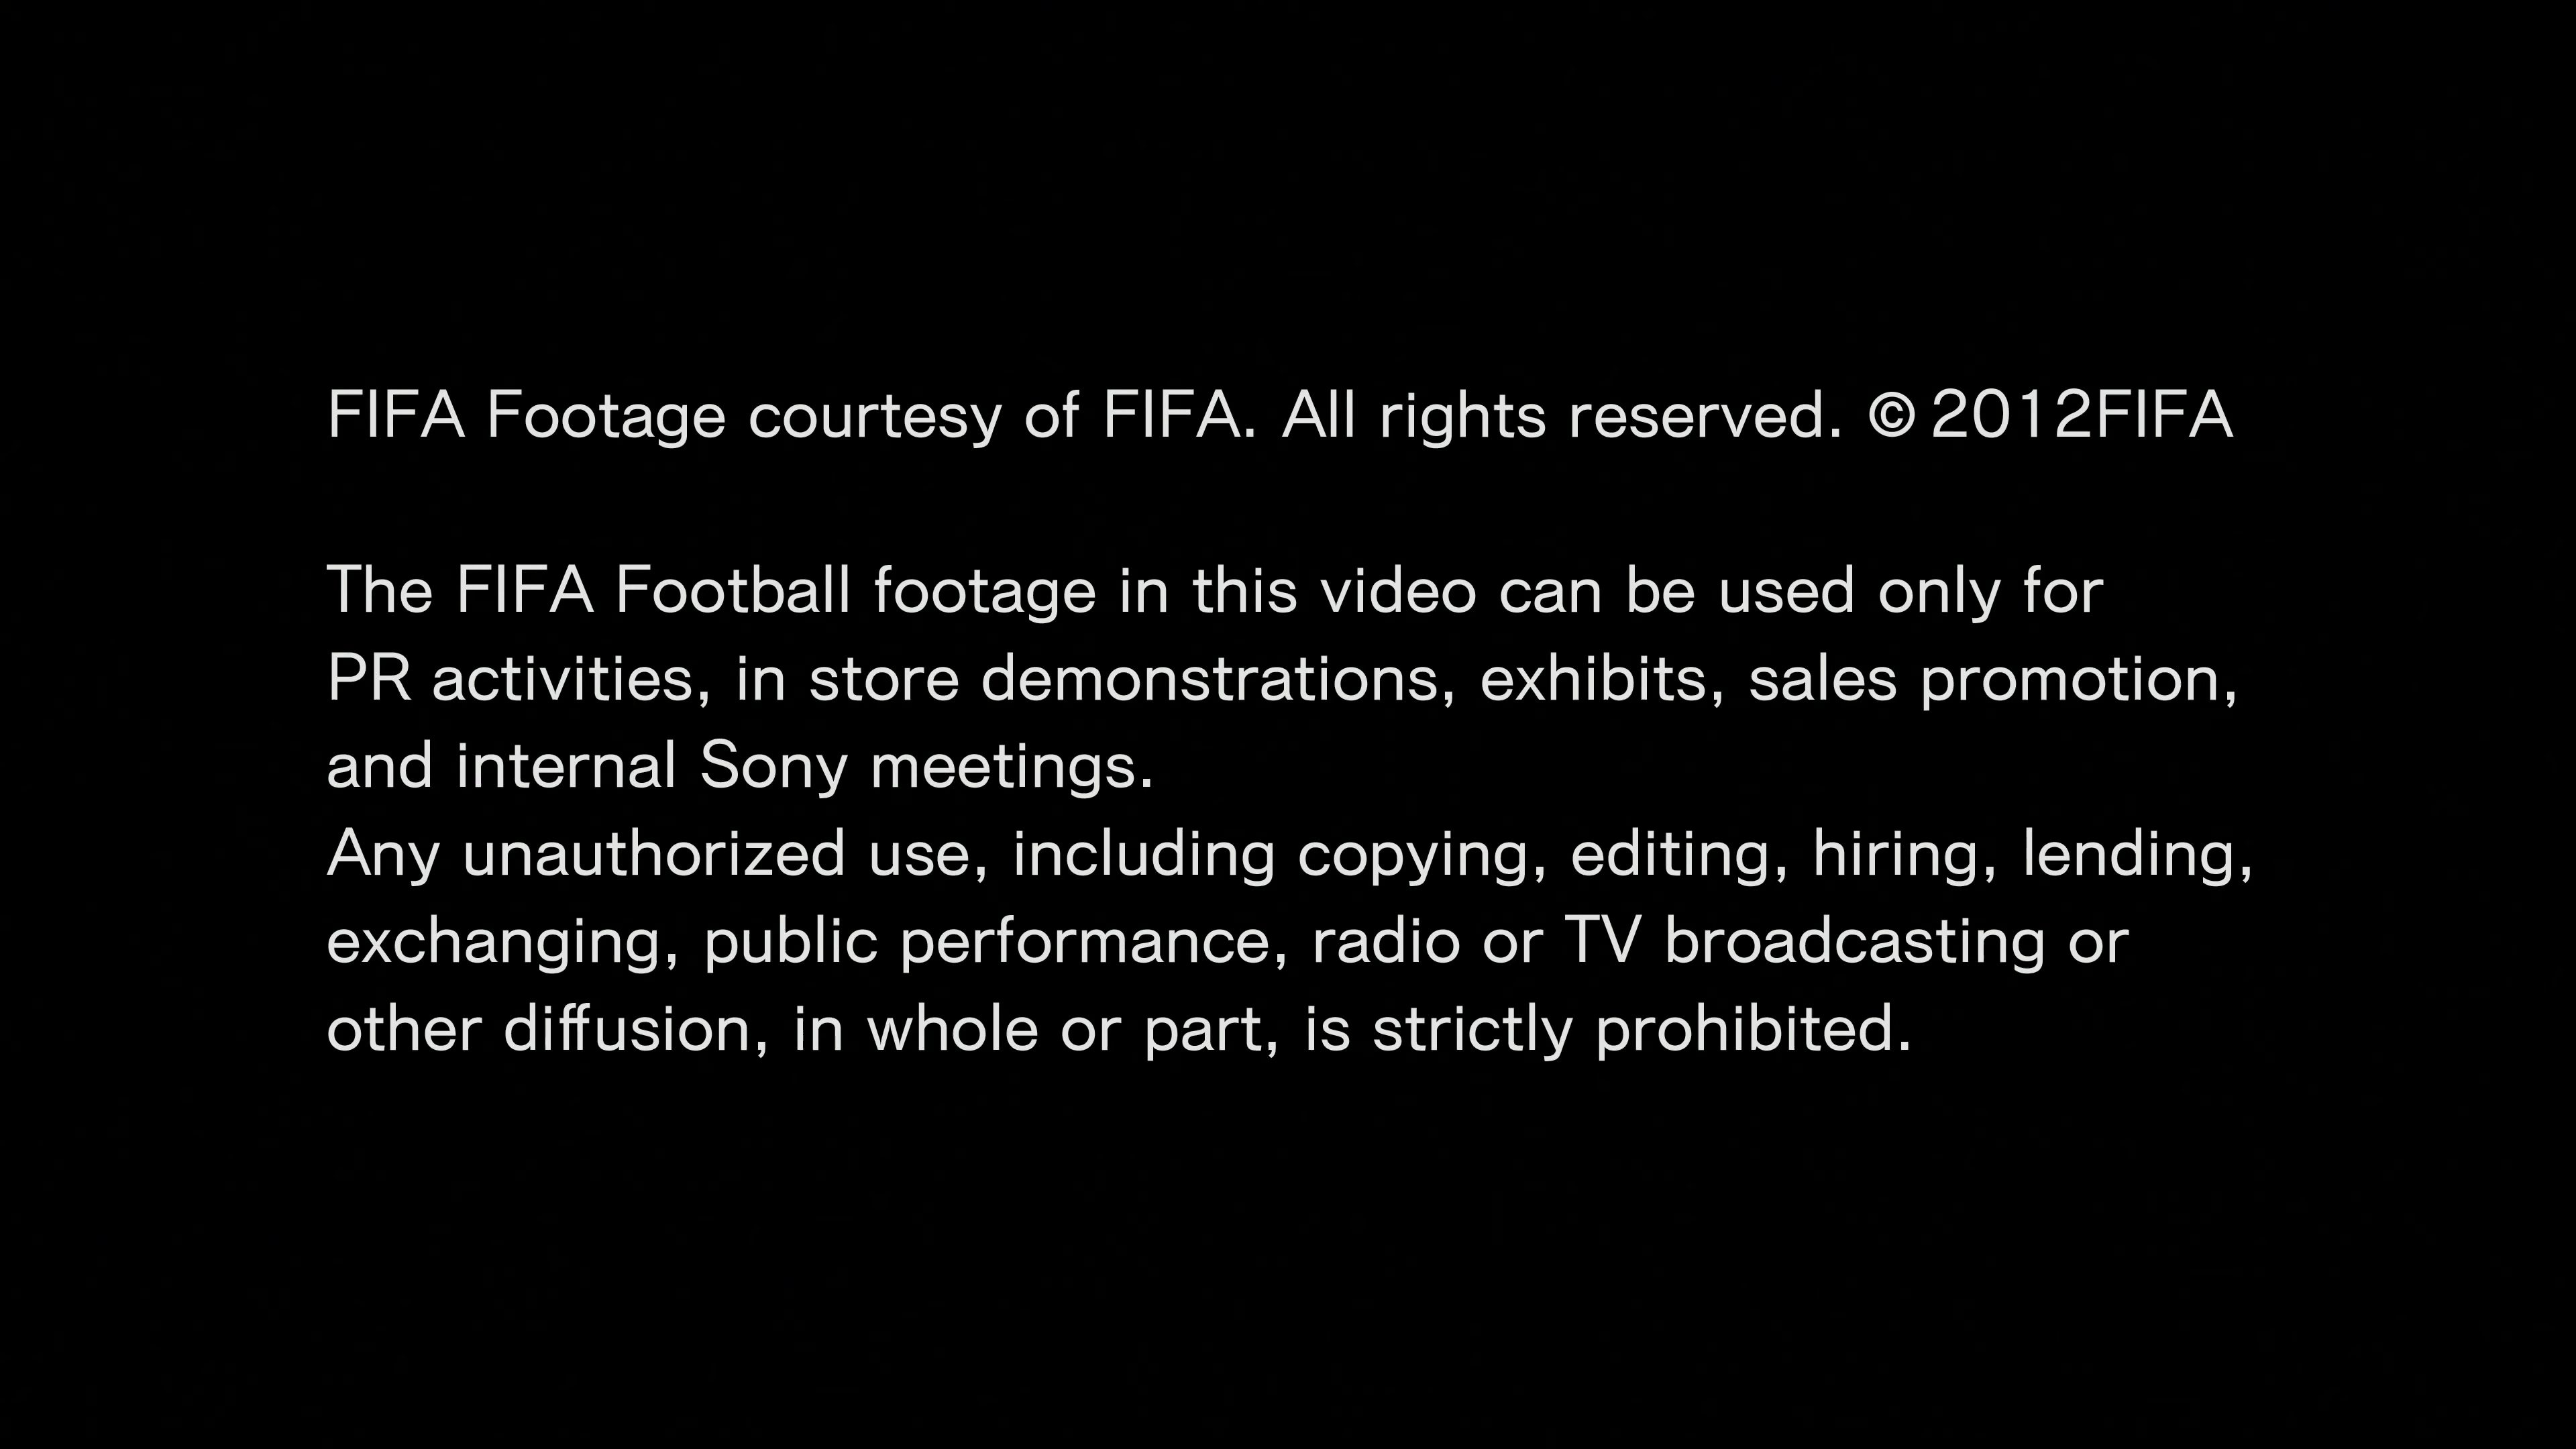 FIFA Footage courtesy of FIFA. All rights reserved. © 2012FIFA
The FIFA Football footage in this video can be used only for
PR activities, in store demonstrations, exhibits, sales promotion,
and internal Sony meetings.
Any unauthorized use, including copying, editing, hiring, lending,
exchanging, public performance, radio or TV broadcasting or
other diffusion, in whole or part, is strictly prohibited.